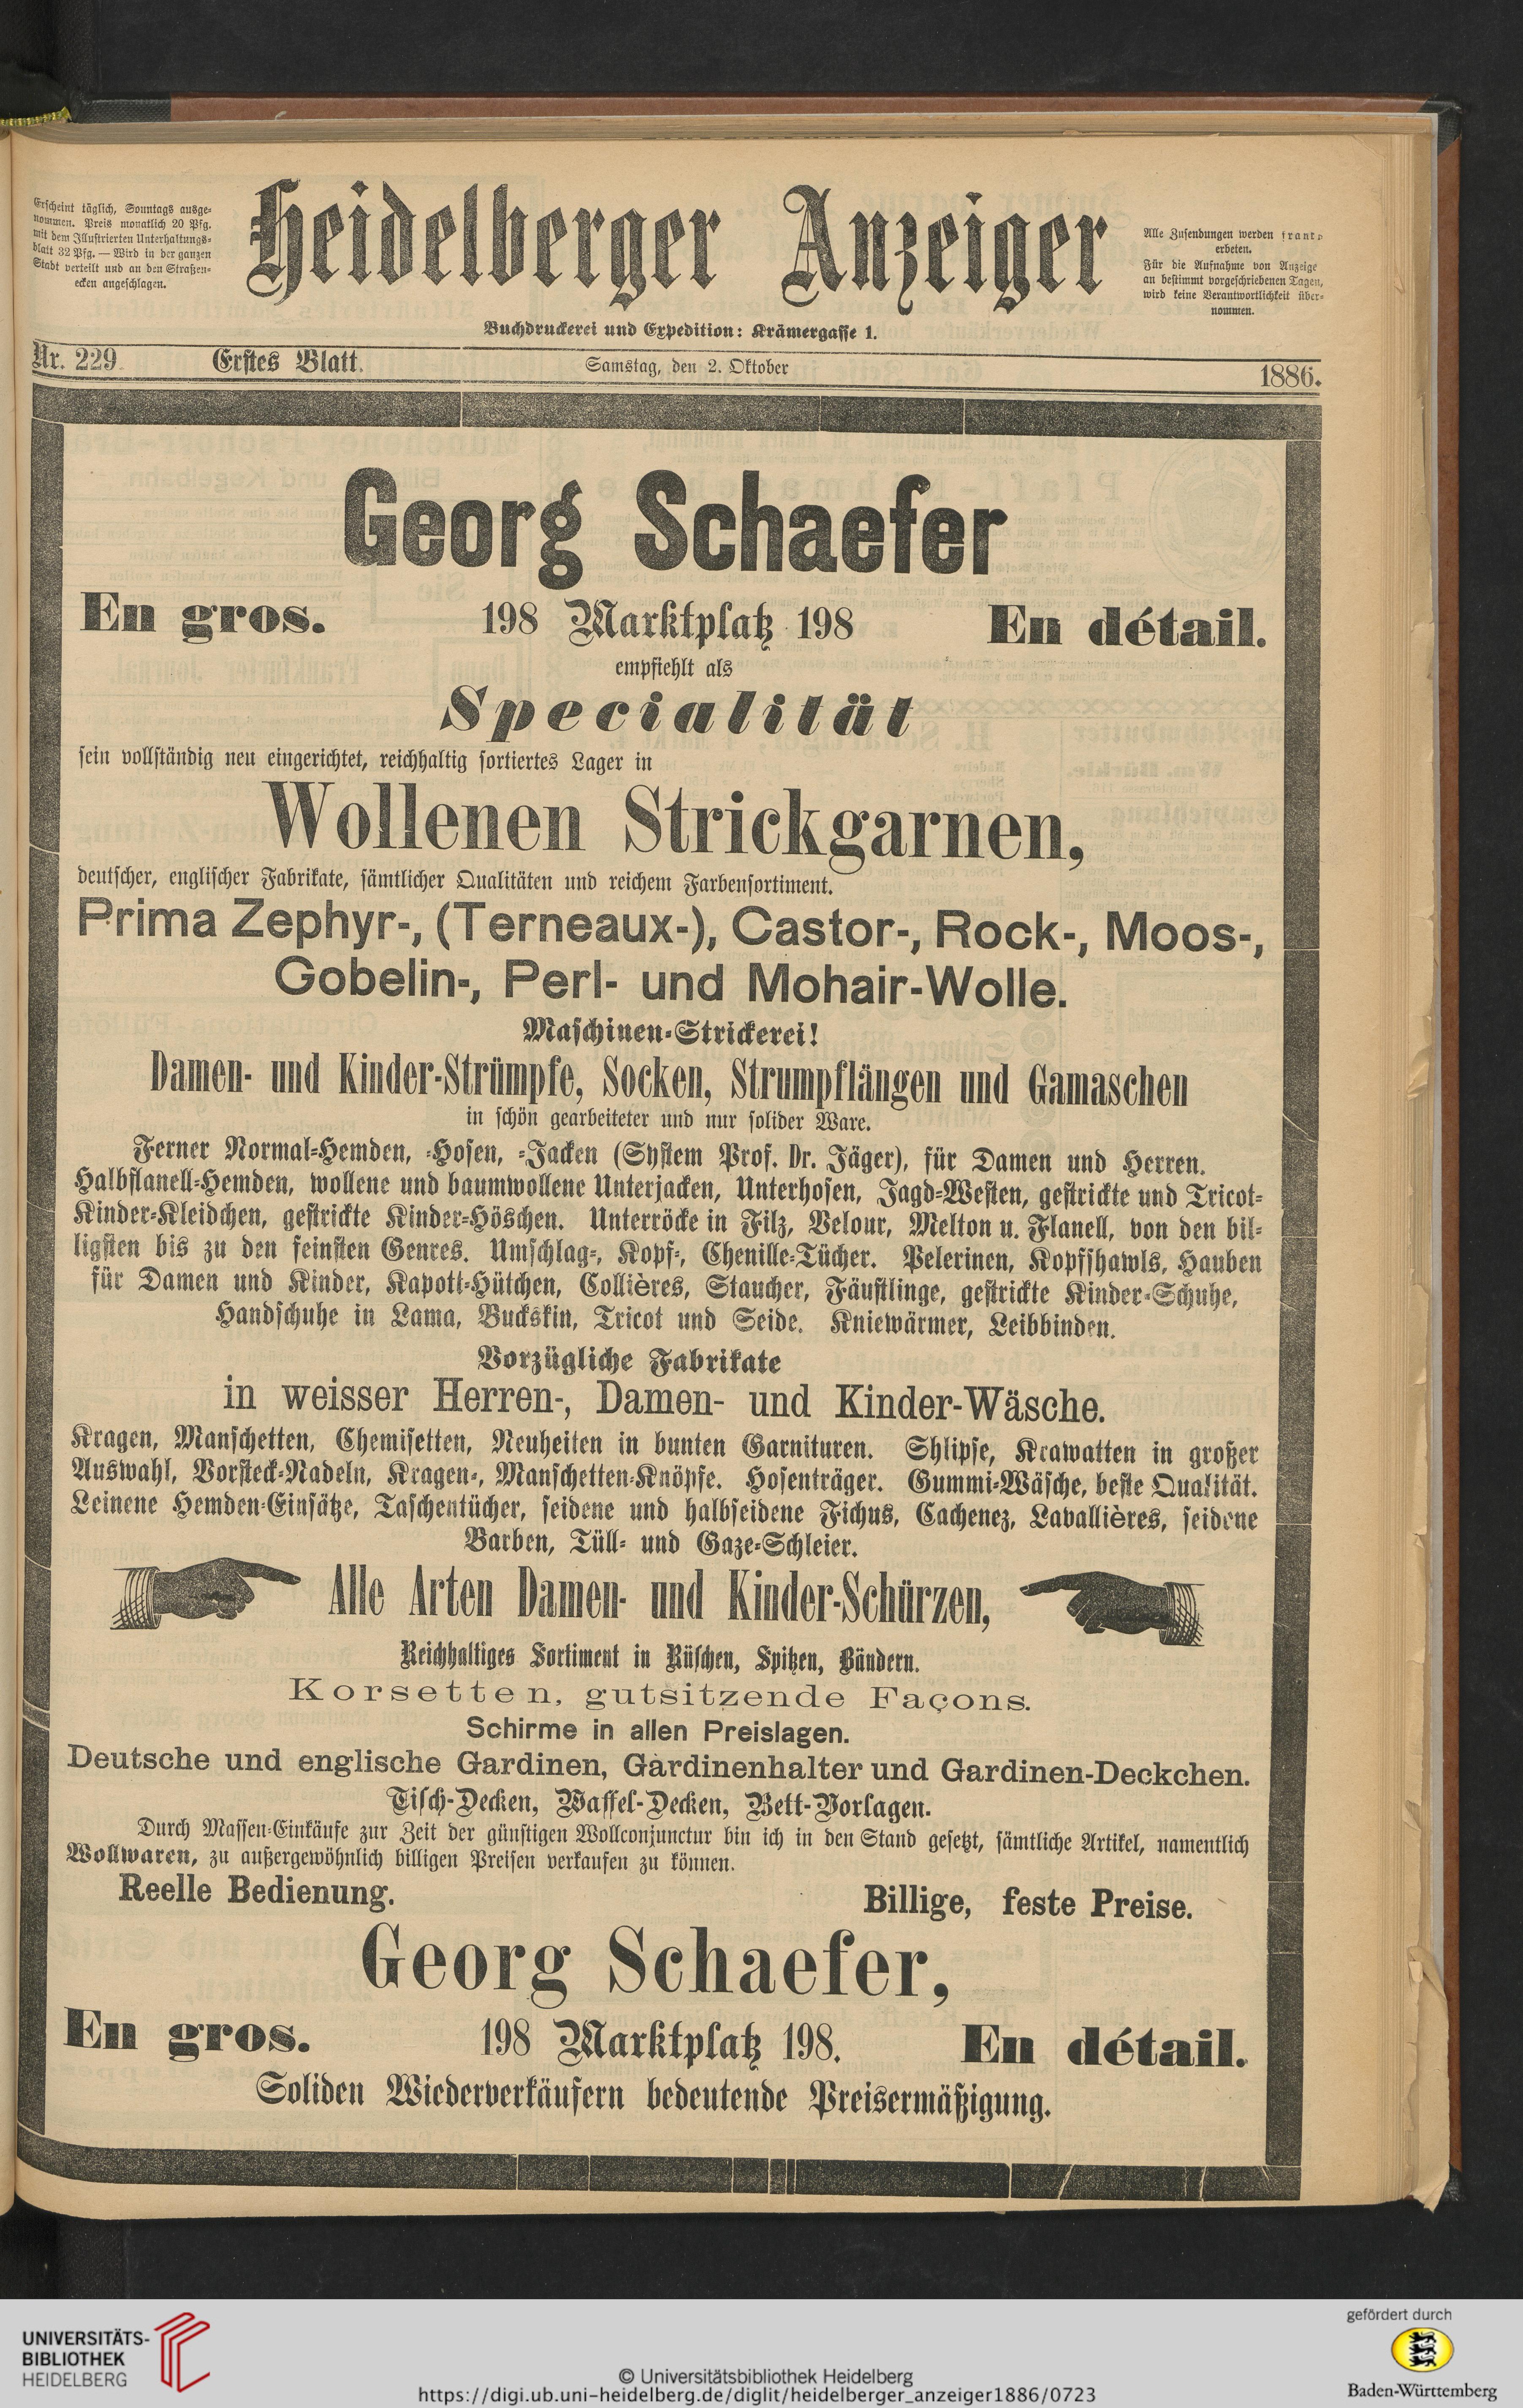 Erscheint täglich, Sonntags ausge-
nommen. Preis monatlich 20 Pfg.
mit dem Illustrierten Unterhaltungs-
blatt 32 Pfg. — Wird in der ganzen
Stadt verteilt und an den Straßen-
ecken angeschlagen.
Heidelberger Anzeiger
Alle Zusendungen werden franko
erbeten.
Für die Aufnahme von Anzeige
an bestimmt vorgeschriebenen Tagen,
wird keine Verantwortlichkeit über-
nommen.
Buchdruckerei und Expedition: Krämergasse 1.
Nr. 229. Erstes Blatt. Samstag, den 2. Oktober 1886.
Georg Schaefer
En gros. 198 Marktplatz 198 En détail.
empfiehlt als
Specialität
sein vollständig neu eingerichtet, reichhaltig sortiertes Lager in
Wollenen Strickgarnen,
deutscher, englischer Fabrikate, sämtlicher Qualitäten und reichem Farbensortiment.
Prima Zephyr-, (Terneaux-), Castor-, Rock-, Moos-,
Gobelin-, Perl- und Mohair-Wolle.
Maschinen-Strickerei!
Damen- und Kinder-Strümpfe, Socken, Strumpflängen und Gamaschen
in schön gearbeiteter und nur solider Ware.
Ferner Normal-Hemden, -Hosen, -Jacken (System Prof. Dr. Jäger), für Damen und Herren.
Halbflanell-Hemden, wollene und baumwollene Unterjacken, Unterhosen, Jagd-Westen, gestrickte und Tricot-
Kinder-Kleidchen, gestrickte Kinder-Höschen. Unterröcke in Filz, Velour, Melton u. Flanell, von den bil-
ligsten bis zu den feinsten Genres. Umschlag-, Kopf-, Chenille-Tücher. Pelerinen, Kopfshawls, Hauben
für Damen und Kinder, Kapott-Hütchen, Collières, Staucher, Fäustlinge, gestrickte Kinder-Schuhe,
Handschuhe in Lama, Buckskin, Tricot und Seide. Kniewärmer, Leibbinden.
Vorzügliche Fabrikate
in weisser Herren-, Damen- und Kinder-Wäsche.
Kragen, Manschetten, Chemisetten, Neuheiten in bunten Garnituren. Shlipse, Krawatten in großer
Auswahl, Vorsteck-Nadeln, Kragen-, Manschetten-Knöpfe. Hosenträger. Gummi-Wäsche, beste Qualität.
Leinene Hemden-Einsätze, Taschentücher, seidene und halbseidene Fichus, Cachenez, Lavallières, seidene
Barben, Tüll- und Gaze-Schleier.
Alle Arten Damen- und Kinder-Schürzen,
Reichhaltiges Sortiment in Rüschen, Spitzen, Bändern.
Korsetten, gutsitzende Façons.
Schirme in allen Preislagen.
Deutsche und englische Gardinen, Gardinenhalter und Gardinen-Deckchen.
Tisch-Decken, Waffel-Decken, Bett-Vorlagen.
Durch Massen-Einkäufe zur Zeit der günstigen Wollconjunctur bin ich in den Stand gesetzt, sämtliche Artikel, namentlich
Wollwaren, zu außergewöhnlich billigen Preisen verkaufen zu können.
Reelle Bedienung. Billige, feste Preise.
Georg Schaefer,
En gros. 198 Marktplatz 198. En détail.
Soliden Wiederverkäufern bedeutende Preisermäßigung.
UNIVERSITÄTS-
BIBLIOTHEK
HEIDELBERG
© Universitätsbibliothek Heidelberg
https://digi.ub.uni-heidelberg.de/diglit/heidelberger_anzeiger1886/0723
gefördert durch
Baden-Württemberg